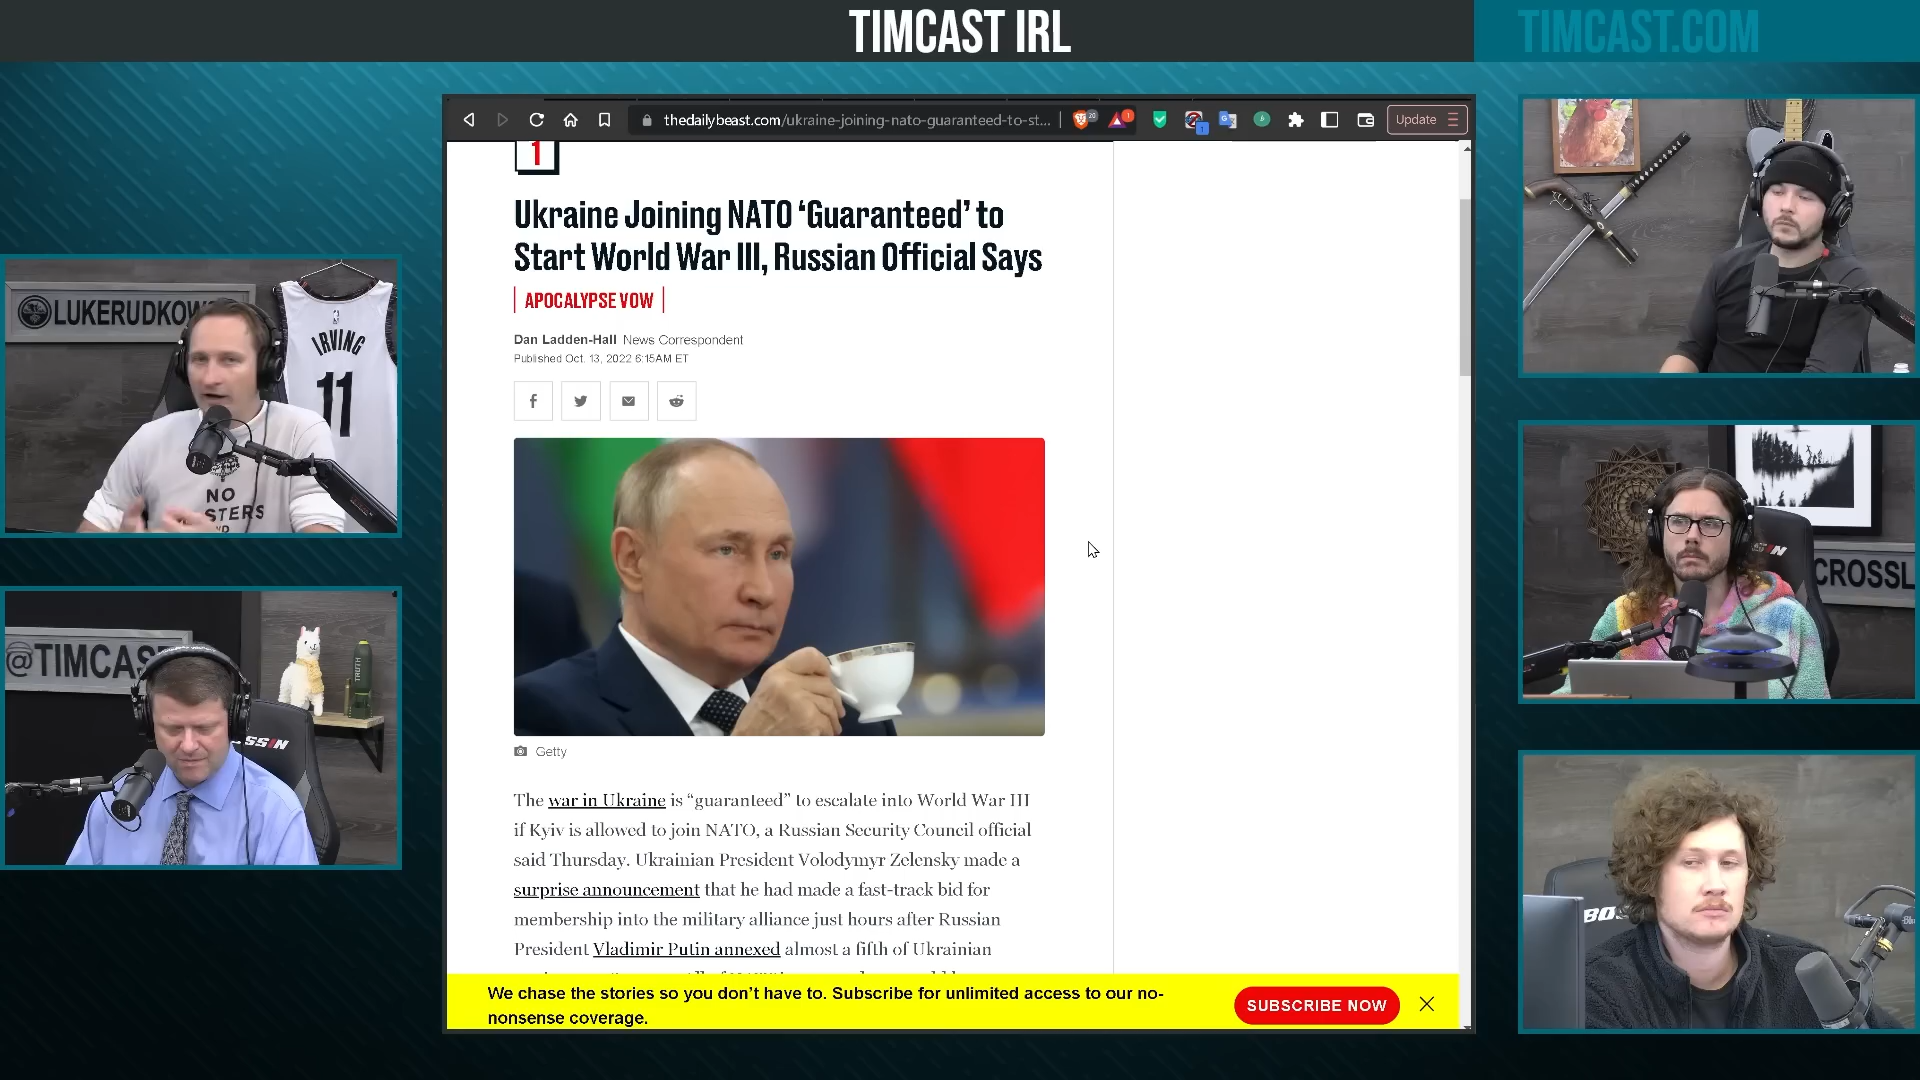 TIMCAST IRL
TIMCAST.COM
thedailybeast.com/ukraine-joining-nato-guaranteed-to-st...
Update
1
Ukraine Joining NATO ‘Guaranteed’ to
Start World War III, Russian Official Says
APOCALYPSE VOW
Dan Ladden-Hall News Correspondent
Published Oct. 13, 2022 6:15AM ET
Getty
The war in Ukraine is “guaranteed” to escalate into World War III
if Kyiv is allowed to join NATO, a Russian Security Council official
said Thursday. Ukrainian President Volodymyr Zelensky made a
surprise announcement that he had made a fast-track bid for
membership into the military alliance just hours after Russian
President Vladimir Putin annexed almost a fifth of Ukrainian
We chase the stories so you don’t have to. Subscribe for unlimited access to our no-
nonsense coverage.
SUBSCRIBE NOW
@LUKERUDKOW
IRVING
11
NO
STERS
@TIMCAST
TRUTH
SSIN
IN
CROSSL
BOS